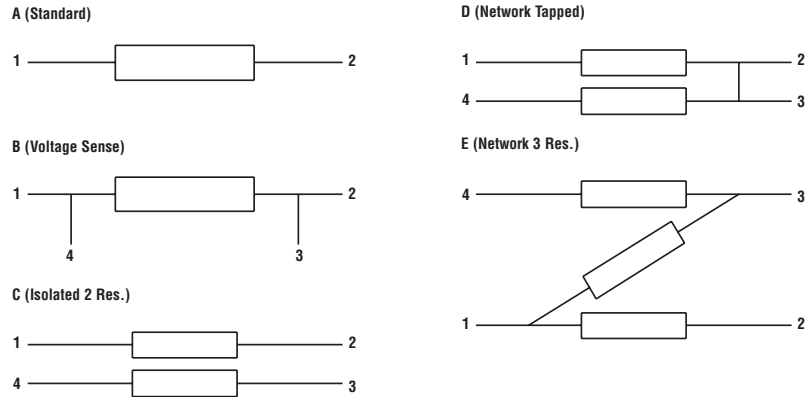 A (Standard)
1 2
B (Voltage Sense)
1 2
4 3
C (Isolated 2 Res.)
1 2
4 3
D (Network Tapped)
1 2
4 3
E (Network 3 Res.)
4 3
1 2